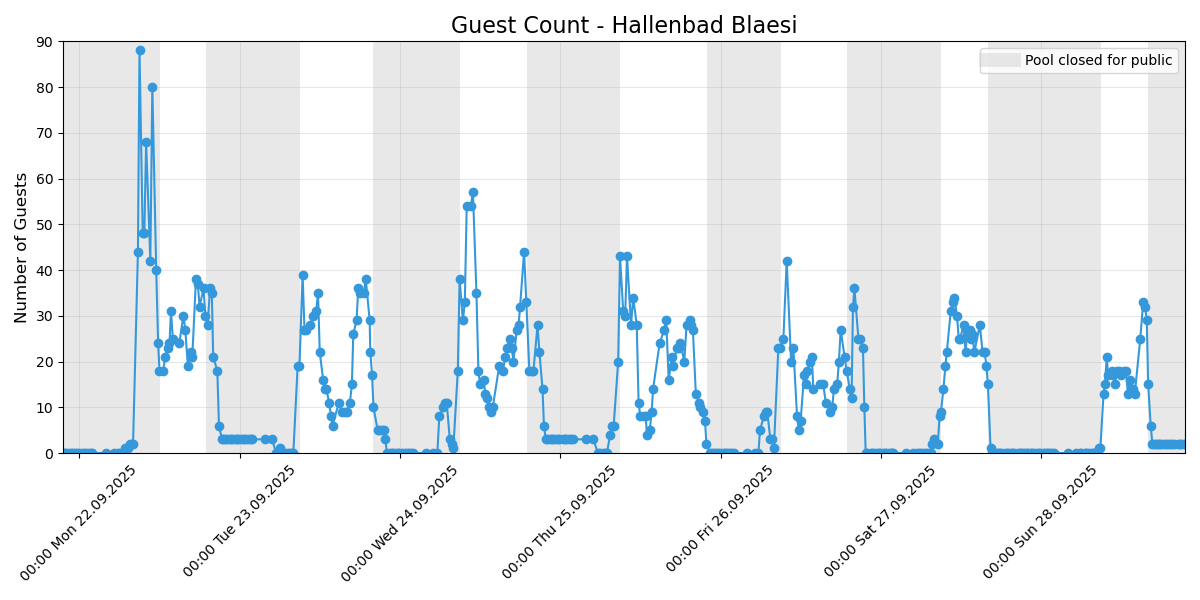 Guest Count - Hallenbad Blaesi
Pool closed for public
Number of Guests
90
80
70
60
50
40
30
20
10
0
00:00 Mon 22.09.2025
00:00 Tue 23.09.2025
00:00 Wed 24.09.2025
00:00 Thu 25.09.2025
00:00 Fri 26.09.2025
00:00 Sat 27.09.2025
00:00 Sun 28.09.2025